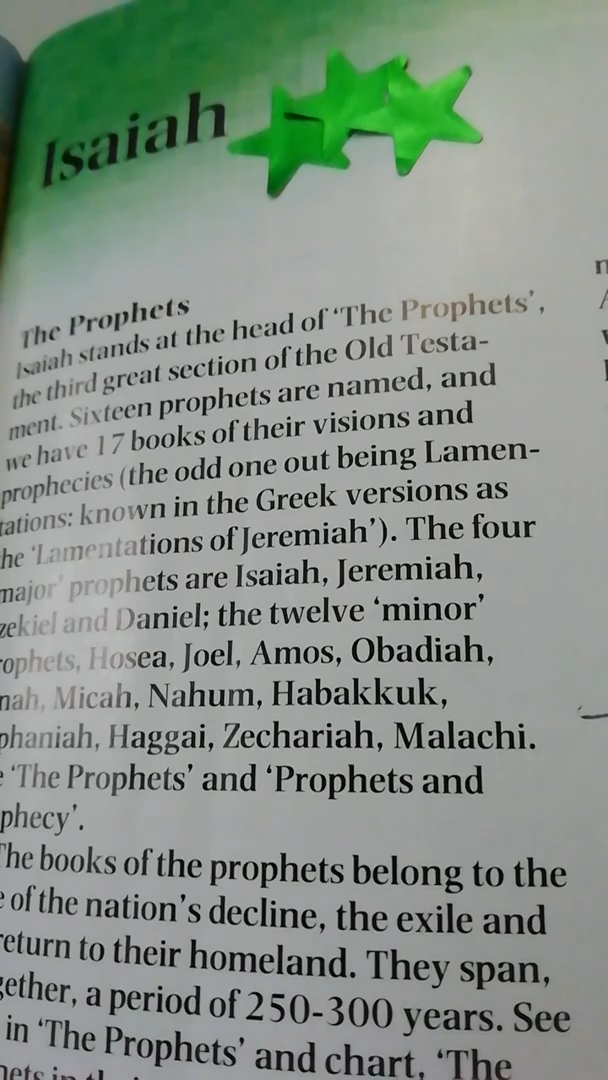 Isaiah
The Prophets
Isaiah stands at the head of ‘The Prophets’,
the third great section of the Old Testa-
ment. Sixteen prophets are named, and
we have 17 books of their visions and
prophecies (the odd one out being Lamen-
tations: known in the Greek versions as
he ‘Lamentations of Jeremiah’). The four
major’ prophets are Isaiah, Jeremiah,
zekiel and Daniel; the twelve ‘minor’
rophets, Hosea, Joel, Amos, Obadiah,
nah, Micah, Nahum, Habakkuk,
phaniah, Haggai, Zechariah, Malachi.
e ‘The Prophets’ and ‘Prophets and
phecy’.
The books of the prophets belong to the
e of the nation’s decline, the exile and
return to their homeland. They span,
gether, a period of 250-300 years. See
in ‘The Prophets’ and chart, ‘The